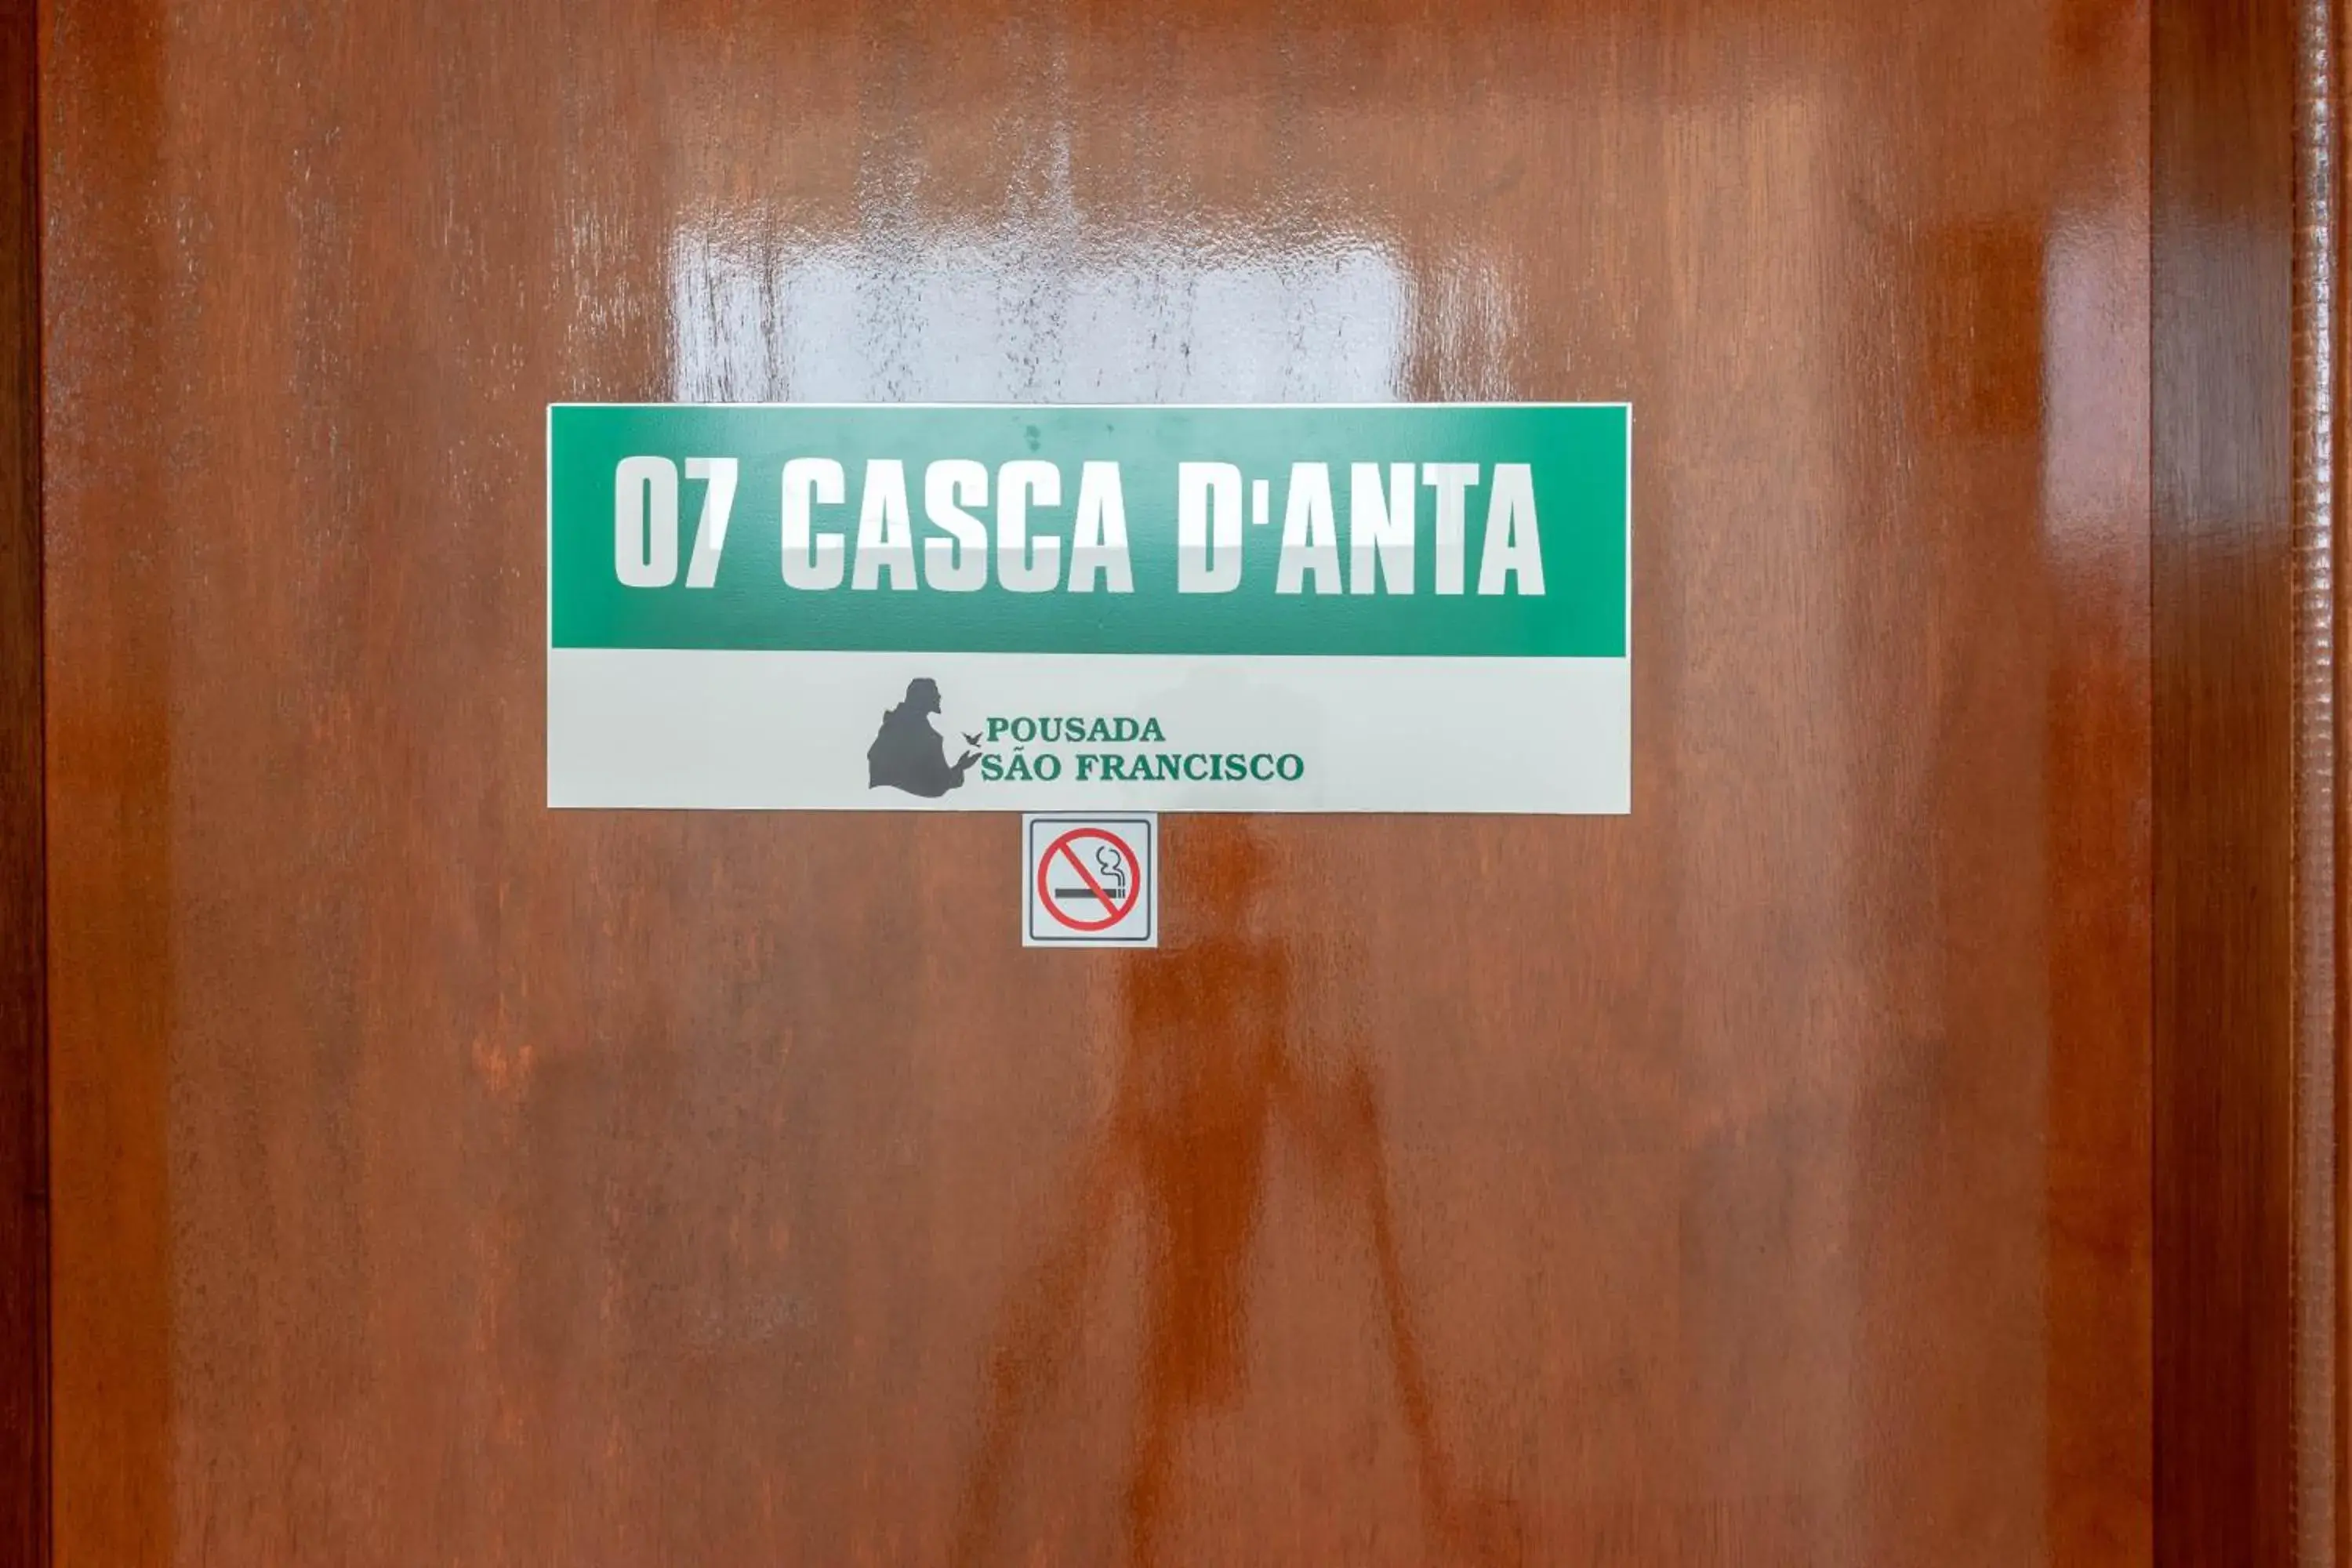 07 CASCA D'ANTA
POUSADA
SÃO FRANCISCO